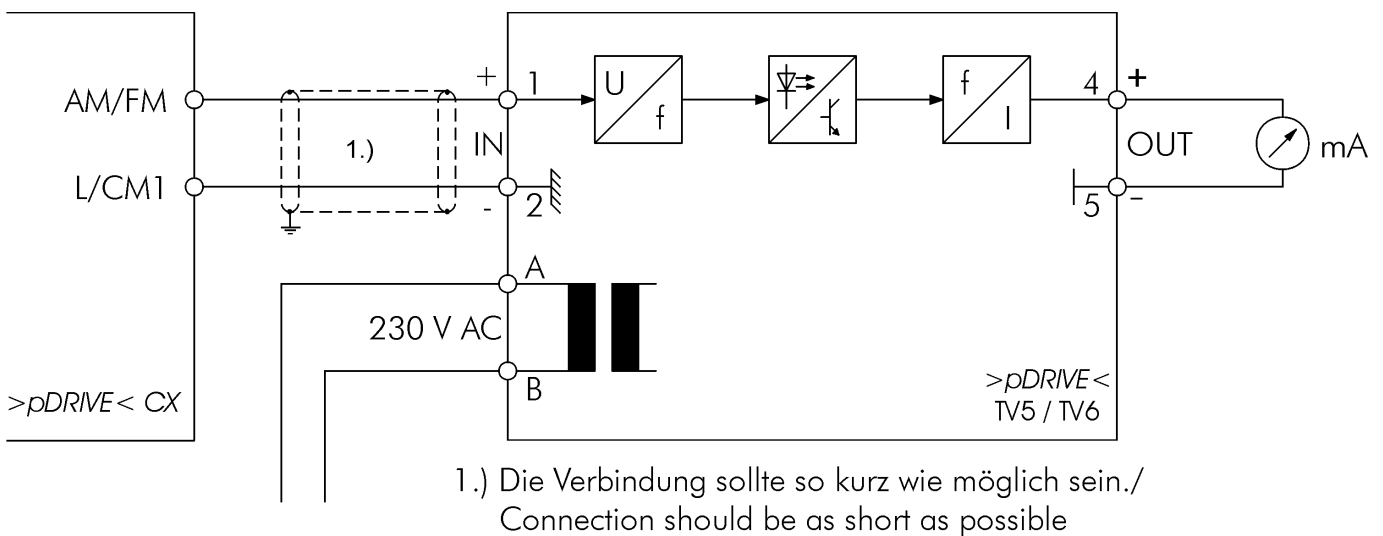 AM/FM
L/CM1
>pDRIVE< CX
1.)
+
IN
-
1
2
U
f
f
I
4
+
OUT
5
-
mA
A
230 V AC
B
>pDRIVE<
TV5 / TV6
1.) Die Verbindung sollte so kurz wie möglich sein./
Connection should be as short as possible